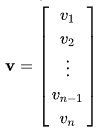 v₁
v₂
v = ⋮
vₙ₋₁
vₙ